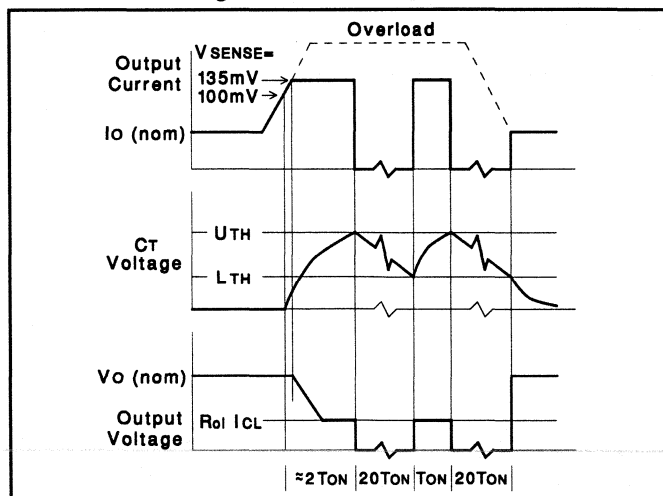 Overload
V SENSE=
Output
Current
135mV
100mV
IO (nom)
UTH
CT
Voltage
LTH
VO (nom)
Output
Voltage
Rol ICL
≈2TON 20TON TON 20TON